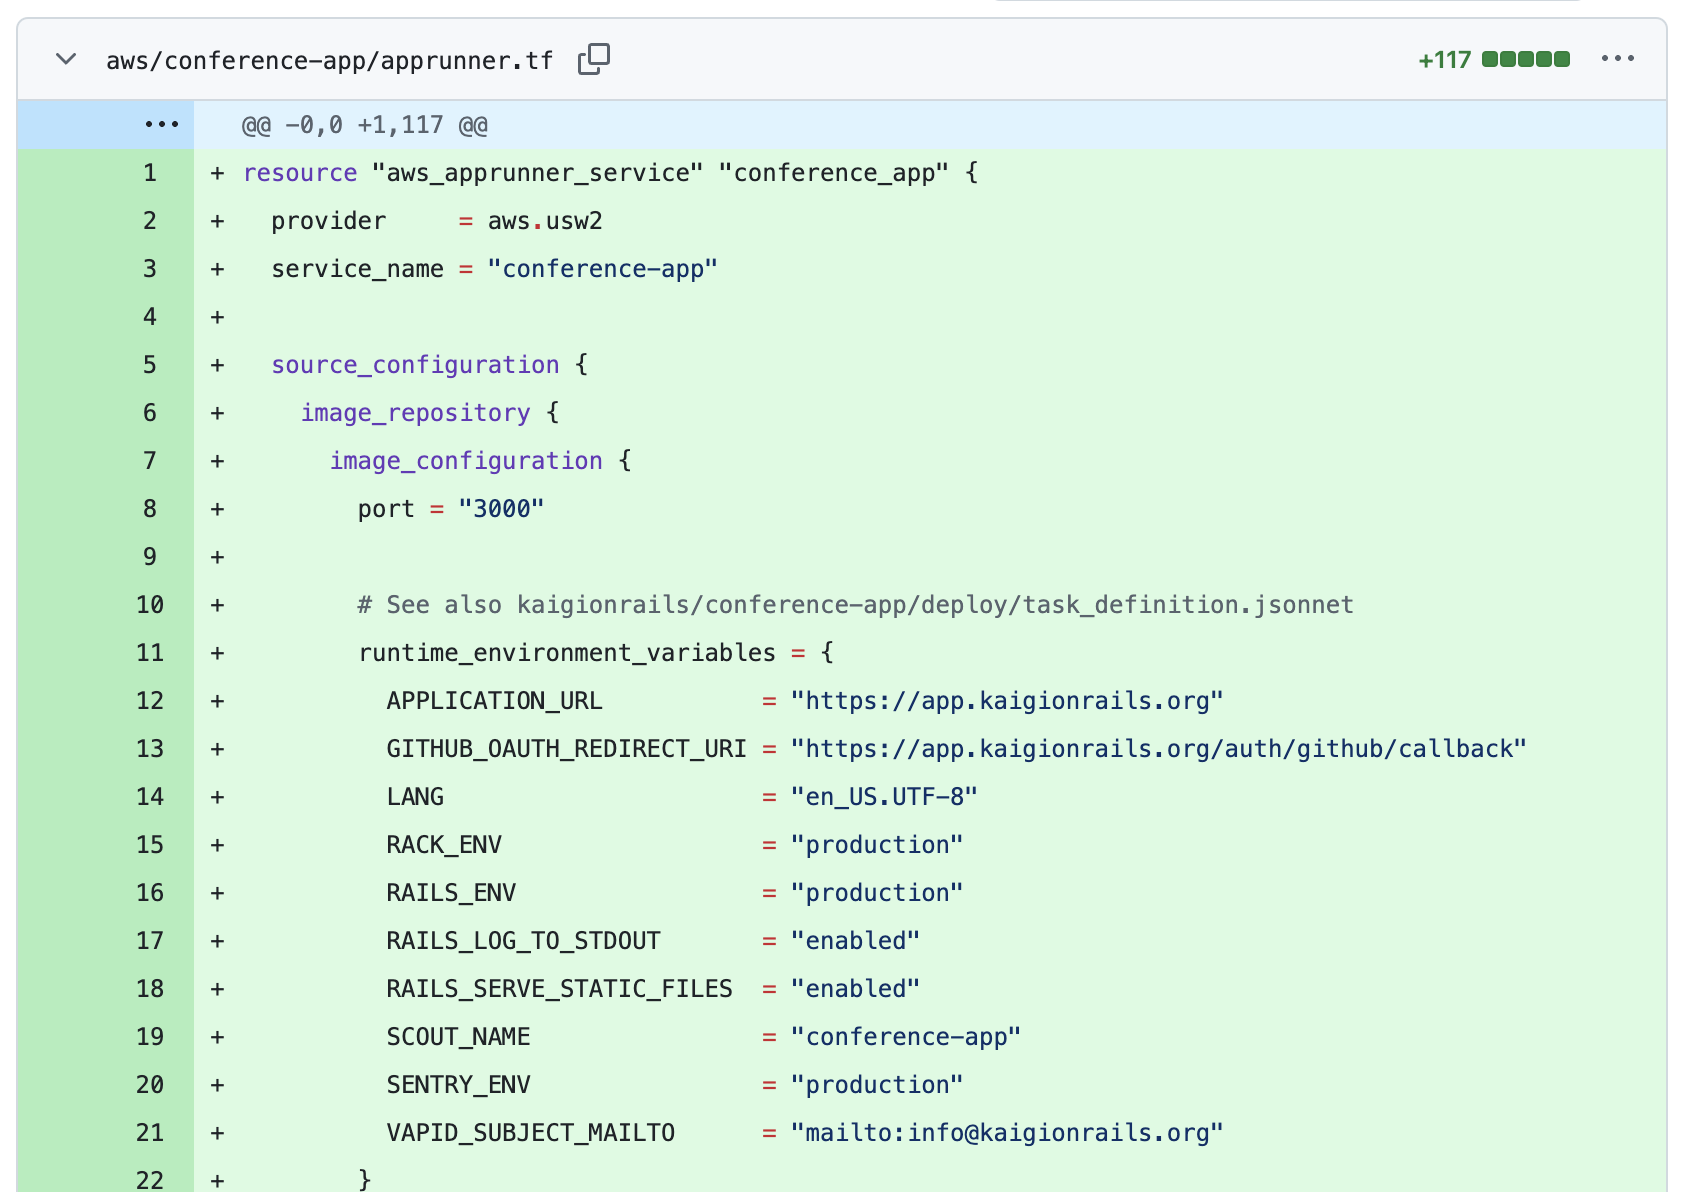 aws/conference-app/apprunner.tf +117 •••
••• @@ -0,0 +1,117 @@
1 + resource "aws_apprunner_service" "conference_app" {
2 +   provider     = aws.usw2
3 +   service_name = "conference-app"
4 +
5 +   source_configuration {
6 +     image_repository {
7 +       image_configuration {
8 +         port = "3000"
9 +
10 +         # See also kaigionrails/conference-app/deploy/task_definition.jsonnet
11 +         runtime_environment_variables = {
12 +           APPLICATION_URL           = "https://app.kaigionrails.org"
13 +           GITHUB_OAUTH_REDIRECT_URI = "https://app.kaigionrails.org/auth/github/callback"
14 +           LANG                      = "en_US.UTF-8"
15 +           RACK_ENV                  = "production"
16 +           RAILS_ENV                 = "production"
17 +           RAILS_LOG_TO_STDOUT       = "enabled"
18 +           RAILS_SERVE_STATIC_FILES  = "enabled"
19 +           SCOUT_NAME                = "conference-app"
20 +           SENTRY_ENV                = "production"
21 +           VAPID_SUBJECT_MAILTO      = "mailto:info@kaigionrails.org"
22 +         }